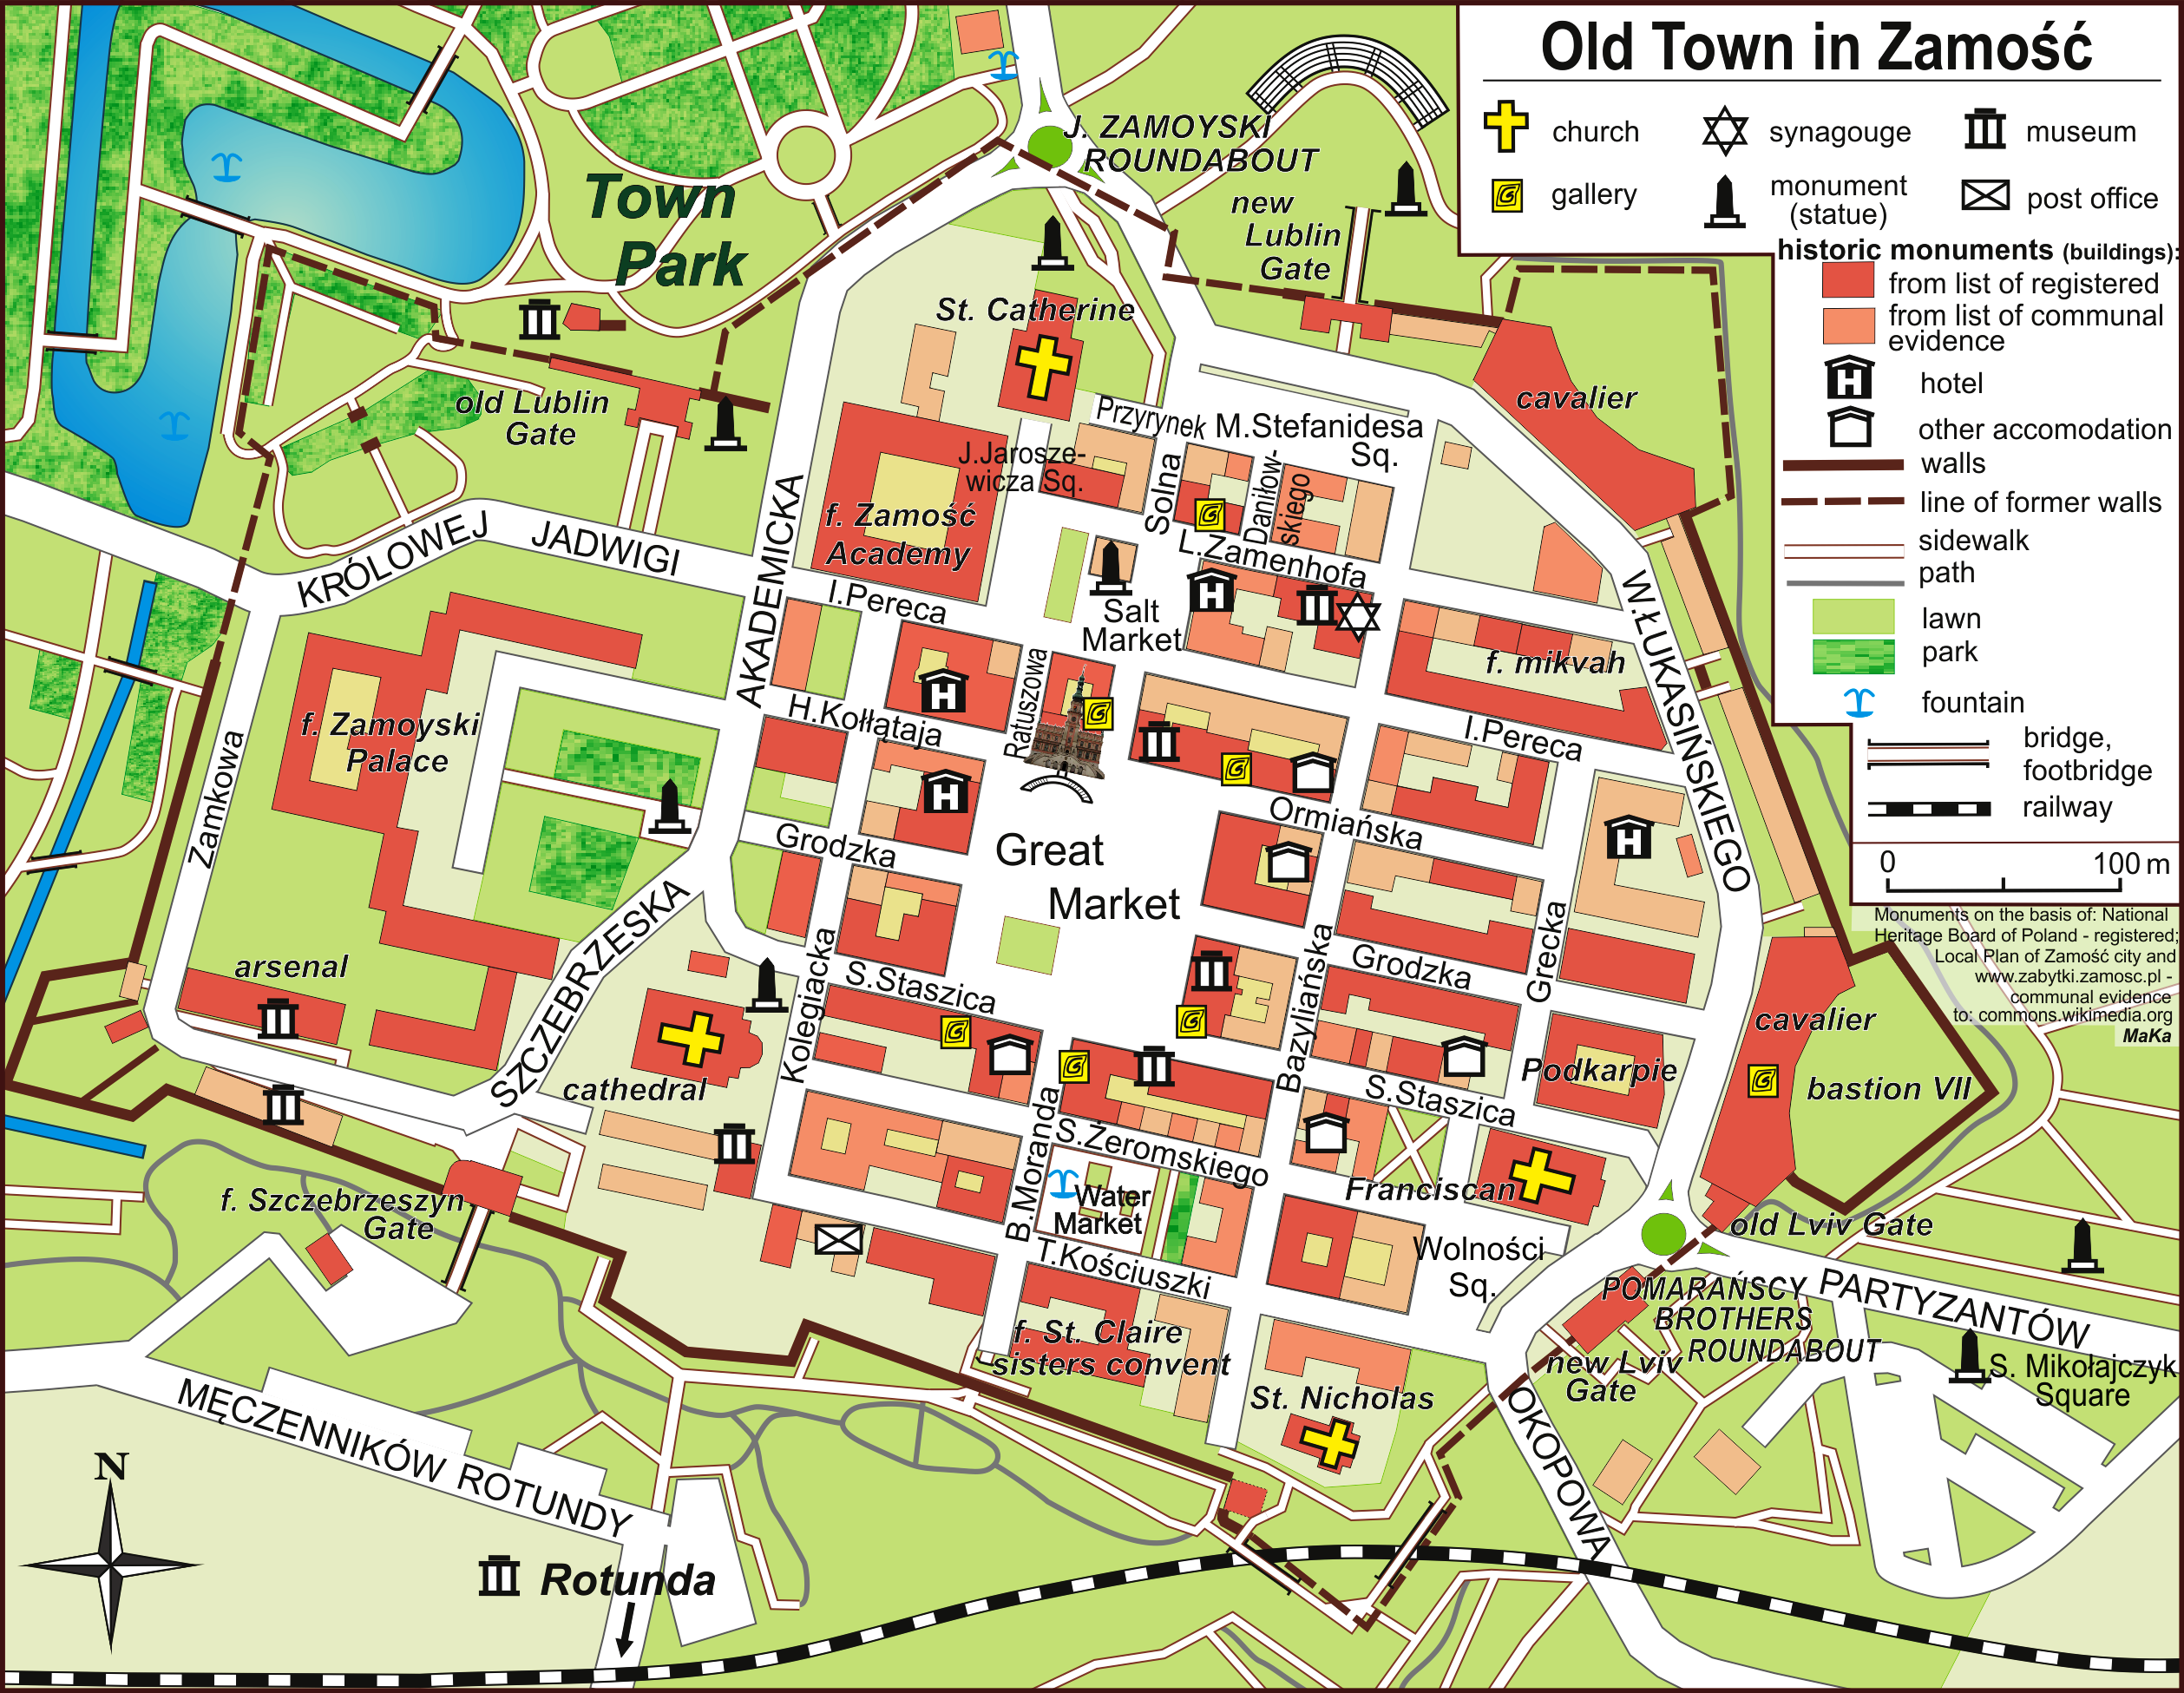 Old Town in Zamość
church
synagouge
museum
gallery
monument
(statue)
post office
historic monuments (buildings):
from list of registered
from list of communal
evidence
H
hotel
other accomodation
walls
line of former walls
sidewalk
path
lawn
park
fountain
bridge,
footbridge
railway
0 100 m
Monuments on the basis of: National
Heritage Board of Poland - registered;
Local Plan of Zamość city and
www.zabytki.zamosc.pl -
communal evidence
to: commons.wikimedia.org
MaKa
J. ZAMOYSKI
ROUNDABOUT
Town
Park
new
Lublin
Gate
St. Catherine
old Lublin
Gate
cavalier
Przyrynek
M.Stefanidesa
Sq.
J.Jarosze-
wicza Sq.
Solna
Daniłow-
skiego
f. Zamość
Academy
L.Zamenhofa
KRÓLOWEJ JADWIGI
AKADEMICKA
I.Pereca
Salt
Market
H
W.ŁUKASIŃSKIEGO
f. mikvah
Ratuszowa
H
f. Zamoyski
Palace
H.Kołłątaja
I.Pereca
Zamkowa
H
Ormiańska
H
Grodzka
Great
Market
SZCZEBRZESKA
Kolegiacka
Bazyliańska
Grecka
Grodzka
arsenal
S.Staszica
cavalier
cathedral
Podkarpie
bastion VII
S.Staszica
B.Moranda
S.Żeromskiego
Water
Market
Franciscan
f. Szczebrzeszyn
Gate
old Lviv Gate
Wolności
Sq.
T.Kościuszki
POMARAŃSCY
BROTHERS
ROUNDABOUT
PARTYZANTÓW
f. St. Claire
sisters convent
new Lviv
Gate
S. Mikołajczyk
Square
St. Nicholas
OKOPOWA
MĘCZENNIKÓW ROTUNDY
N
Rotunda